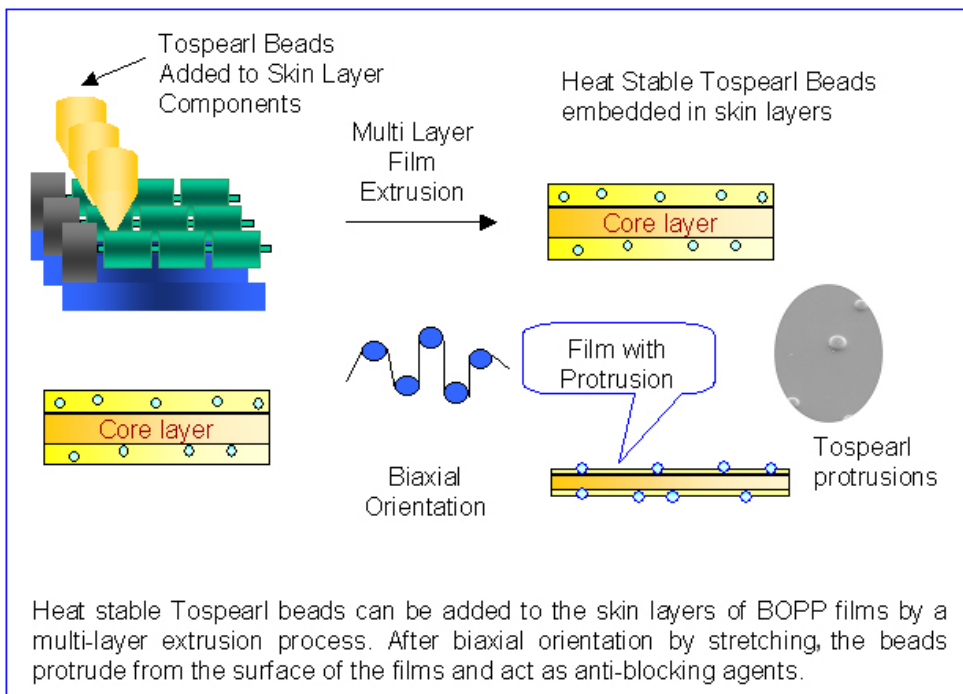 Tospearl Beads
Added to Skin Layer
Components
Multi Layer
Film
Extrusion
Heat Stable Tospearl Beads
embedded in skin layers
Core layer
Core layer
Biaxial
Orientation
Film with
Protrusion
Tospearl
protrusions
Heat stable Tospearl beads can be added to the skin layers of BOPP films by a
multi-layer extrusion process. After biaxial orientation by stretching, the beads
protrude from the surface of the films and act as anti-blocking agents.